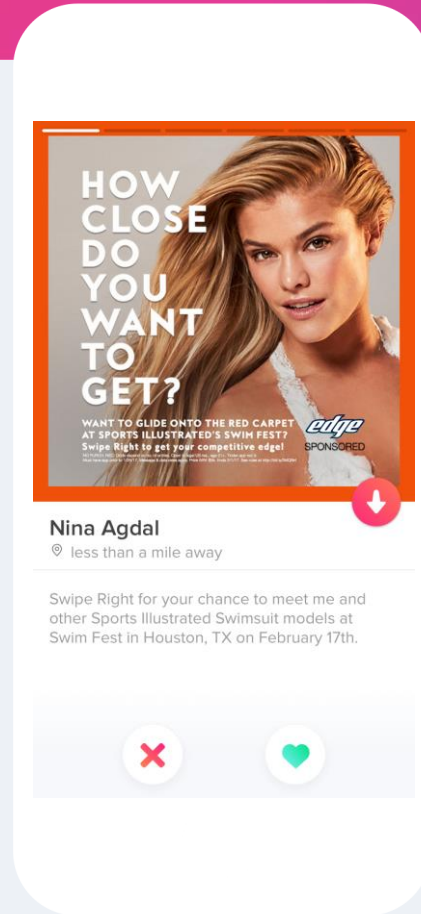 HOW
CLOSE
DO
YOU
WANT
TO
GET?
WANT TO GLIDE ONTO THE RED CARPET
AT SPORTS ILLUSTRATED'S SWIM FEST?
Swipe Right to get your competitive edge!
edge
SPONSORED
Nina Agdal
less than a mile away
Swipe Right for your chance to meet me and
other Sports Illustrated Swimsuit models at
Swim Fest in Houston, TX on February 17th.